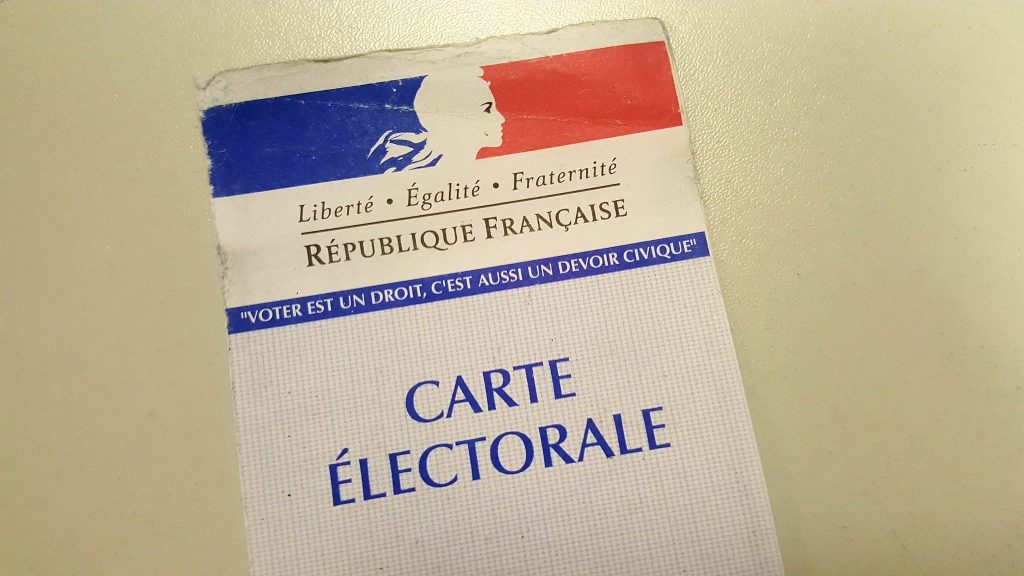 Liberté • Égalité • Fraternité
RÉPUBLIQUE FRANÇAISE
"VOTER EST UN DROIT, C'EST AUSSI UN DEVOIR CIVIQUE"
CARTE
ÉLECTORALE